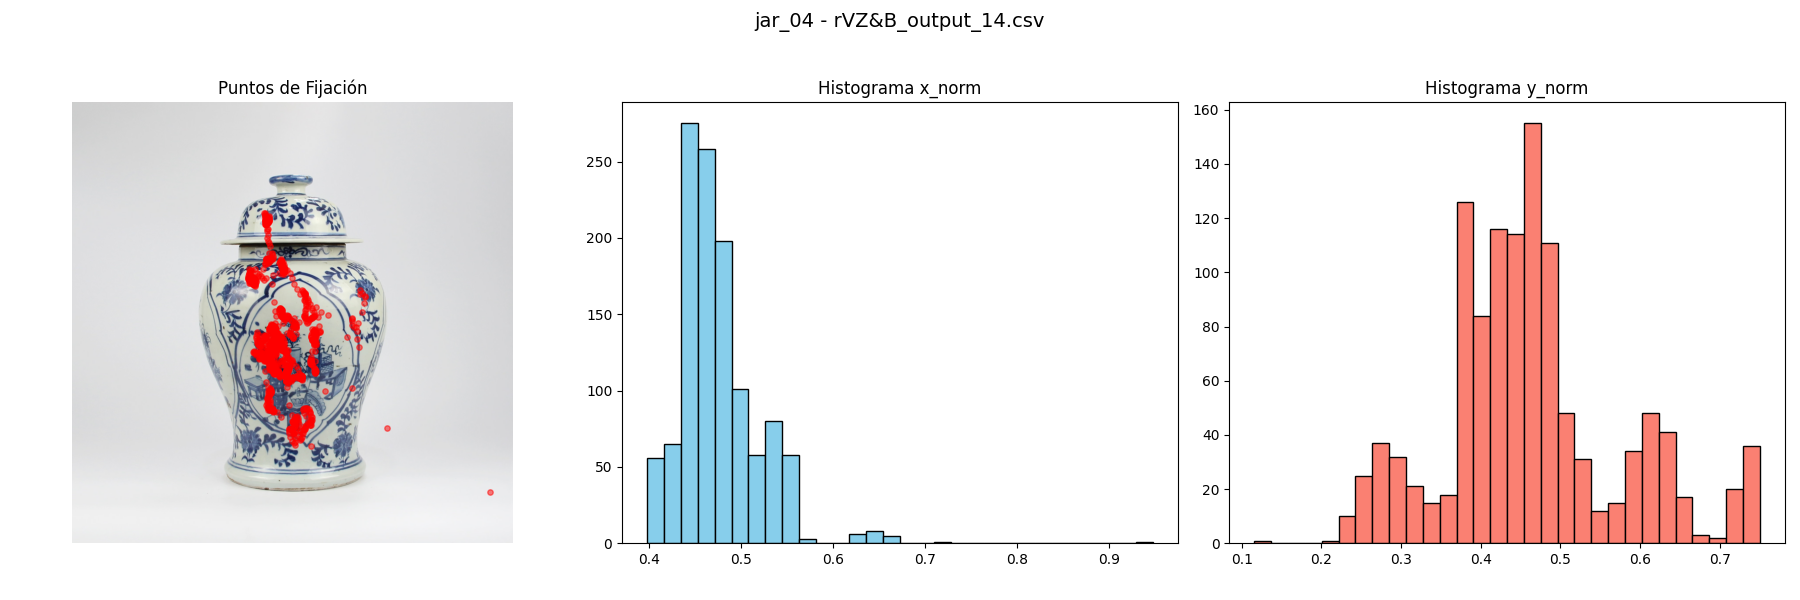 jar_04 - rVZ&B_output_14.csv
Puntos de Fijación
Histograma x_norm
0
50
100
150
200
250
0.4 0.5 0.6 0.7 0.8 0.9
Histograma y_norm
0
20
40
60
80
100
120
140
160
0.1 0.2 0.3 0.4 0.5 0.6 0.7